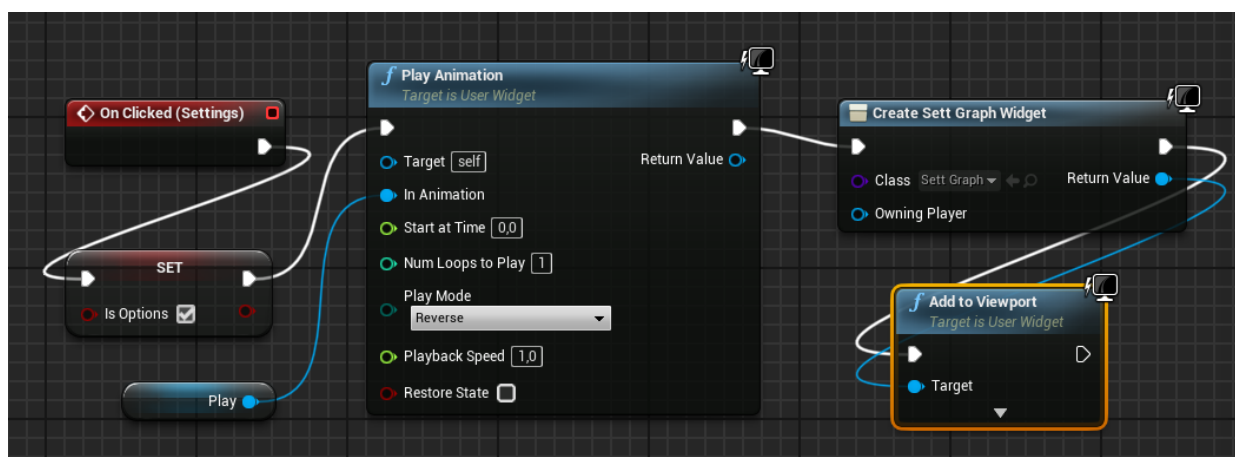 On Clicked (Settings)
SET
Is Options
Play
f Play Animation
Target is User Widget
Target self
Return Value
In Animation
Start at Time 0,0
Num Loops to Play 1
Play Mode
Reverse
Playback Speed 1,0
Restore State
Create Sett Graph Widget
Class Sett Graph
Return Value
Owning Player
f Add to Viewport
Target is User Widget
Target